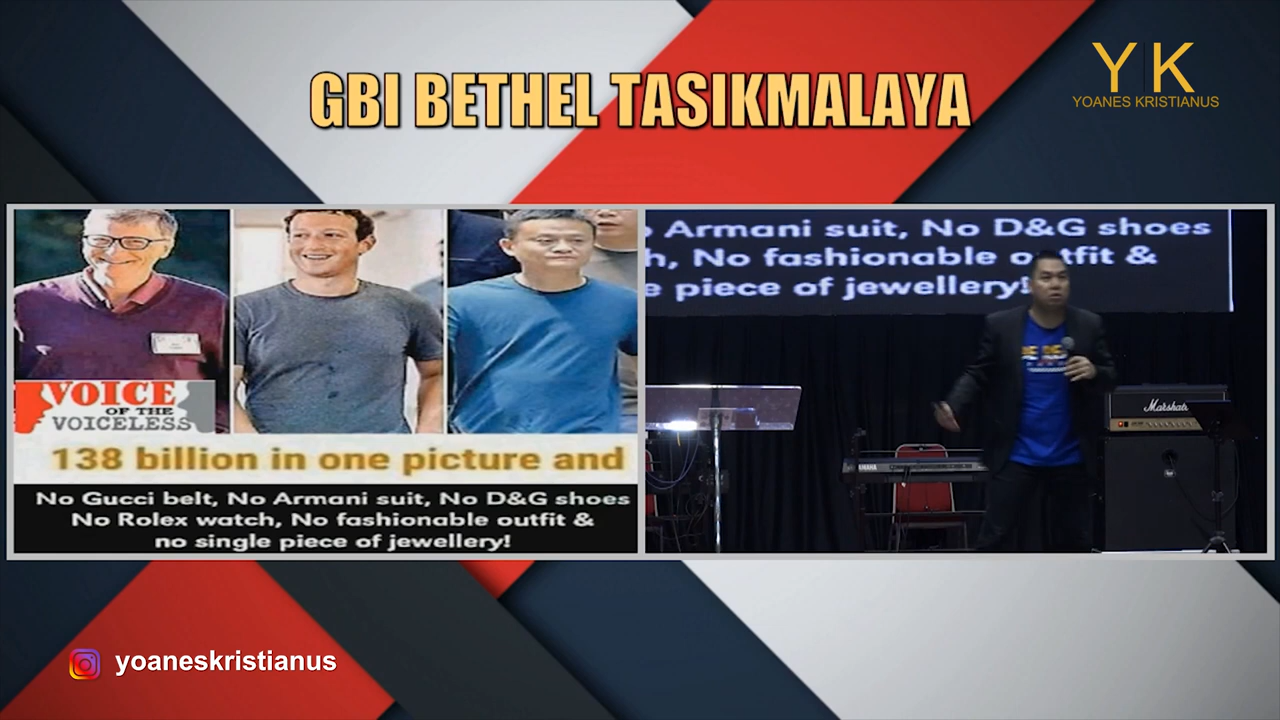 GBI BETHEL TASIKMALAYA
Y K
YOANES KRISTIANUS
VOICE
OF THE
VOICELESS
138 billion in one picture and
No Gucci belt, No Armani suit, No D&G shoes
No Rolex watch, No fashionable outfit &
no single piece of jewellery!
Armani suit, No D&G shoes
h, No fashionable outfit &
e piece of jewellery!
Marshall
YAMAHA
yoaneskristianus